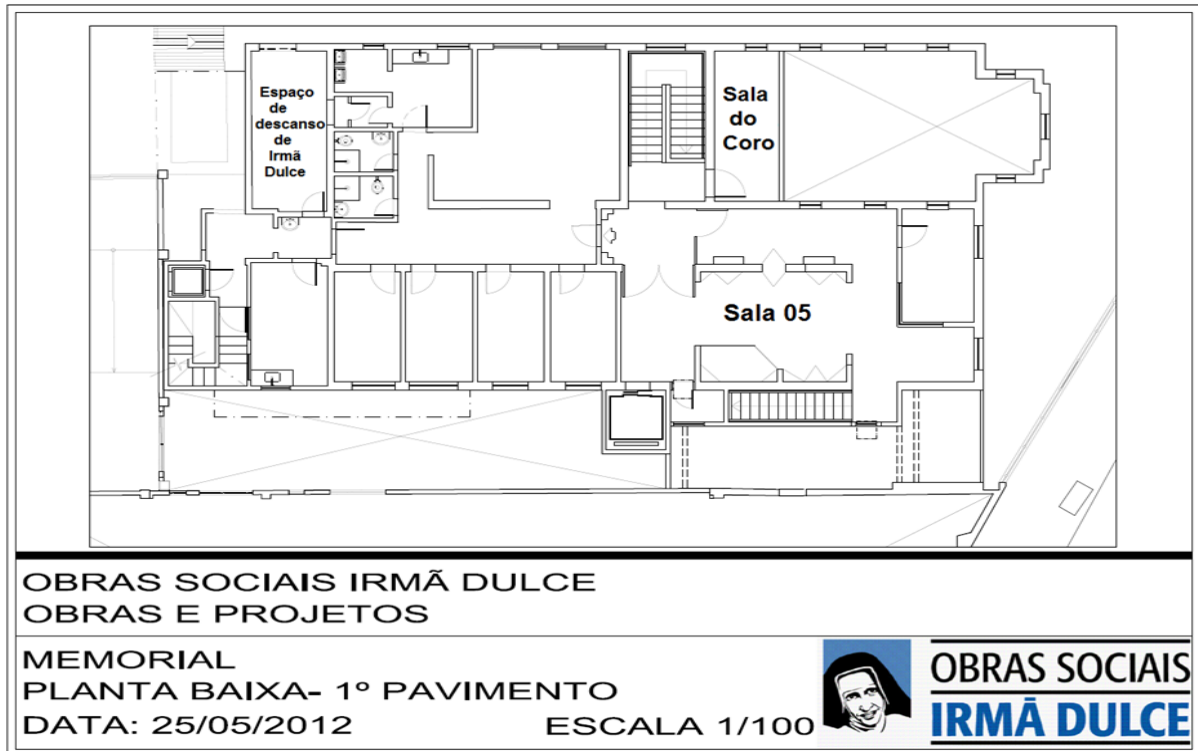 Espaço
de
descanso
de
Irmã
Dulce
Sala
do
Coro
Sala 05
OBRAS SOCIAIS IRMÃ DULCE
OBRAS E PROJETOS
MEMORIAL
PLANTA BAIXA- 1º PAVIMENTO
DATA: 25/05/2012 ESCALA 1/100
OBRAS SOCIAIS
IRMÃ DULCE